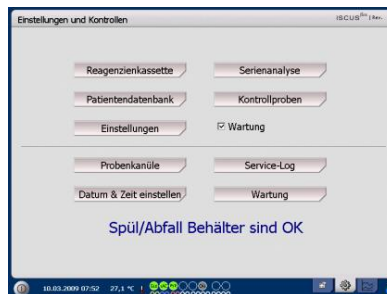 Einstellungen und Kontrollen
ISCUS
Reagenzienkassette
Serienanalyse
Patientendatenbank
Kontrollproben
Einstellungen
Wartung
Probenkanüle
Service-Log
Datum & Zeit einstellen
Wartung
Spül/Abfall Behälter sind OK
10.03.2009 07:52 27,1 °C !